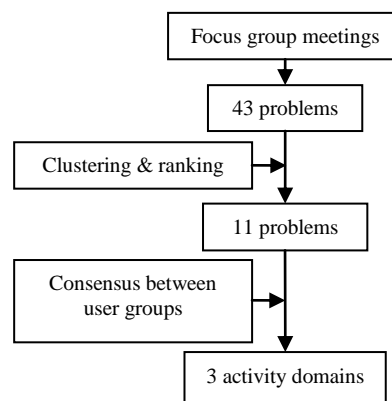 Focus group meetings
43 problems
Clustering & ranking
11 problems
Consensus between
user groups
3 activity domains